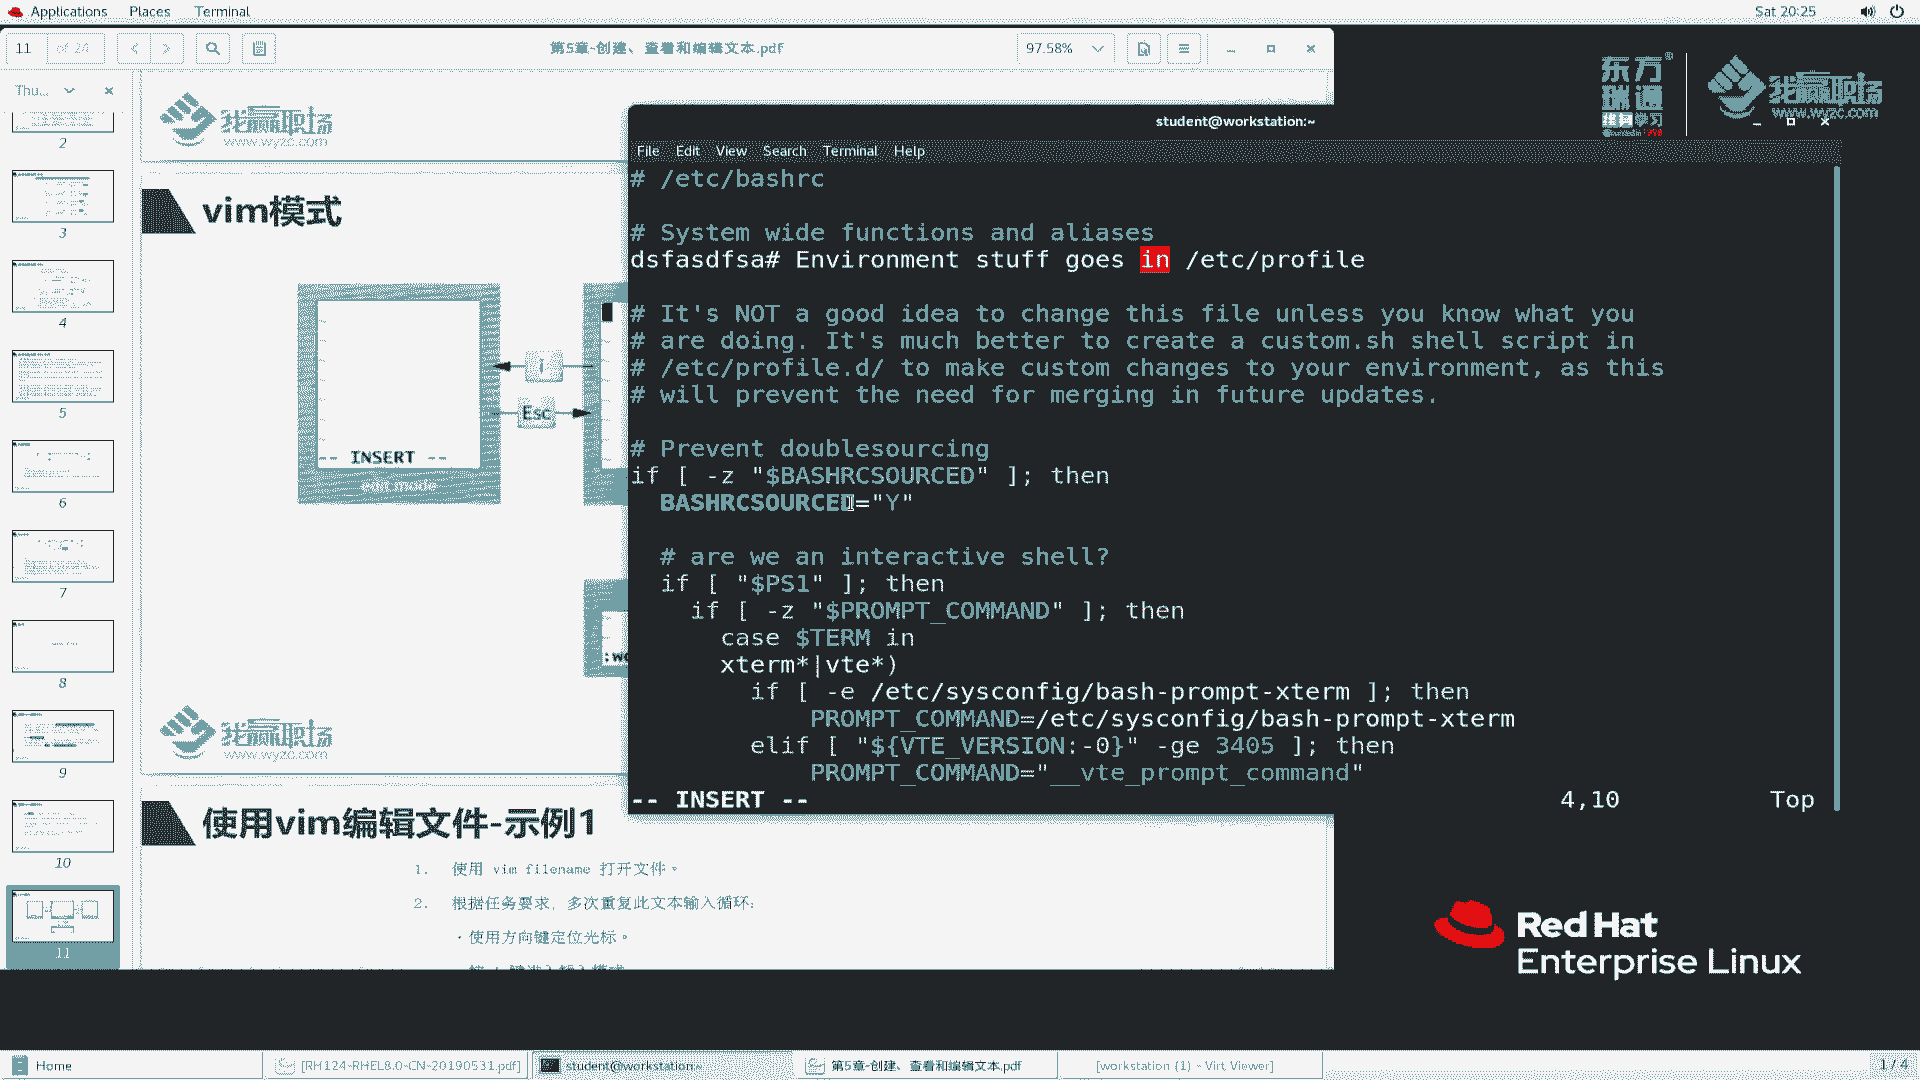 Applications Places Terminal Sat 20:25
11 of 24 第5章-创建、查看和编辑文本.pdf 97.58%
Thu...
2
3
4
5
6
7
8
9
10
11
我赢职场
www.wyzc.com
vim模式
i
Esc
-- INSERT --
edit mode
我赢职场
www.wyzc.com
使用vim编辑文件-示例1
1. 使用 vim filename 打开文件。
2. 根据任务要求，多次重复此文本输入循环：
·使用方向键定位光标。
东方瑞通®
我赢职场
www.wyzc.com
student@workstation:~
File Edit View Search Terminal Help
# /etc/bashrc
# System wide functions and aliases
dsfasdfsa# Environment stuff goes in /etc/profile
# It's NOT a good idea to change this file unless you know what you
# are doing. It's much better to create a custom.sh shell script in
# /etc/profile.d/ to make custom changes to your environment, as this
# will prevent the need for merging in future updates.
# Prevent doublesourcing
if [ -z "$BASHRCSOURCED" ]; then
BASHRCSOURCED="Y"
# are we an interactive shell?
if [ "$PS1" ]; then
if [ -z "$PROMPT_COMMAND" ]; then
case $TERM in
xterm*|vte*)
if [ -e /etc/sysconfig/bash-prompt-xterm ]; then
PROMPT_COMMAND=/etc/sysconfig/bash-prompt-xterm
elif [ "${VTE_VERSION:-0}" -ge 3405 ]; then
PROMPT_COMMAND="__vte_prompt_command"
-- INSERT -- 4,10 Top
Red Hat
Enterprise Linux
Home [RH124-RHEL8.0-CN-20190531.pdf] student@workstation:~ 第5章-创建、查看和编辑文本.pdf [workstation (1) - Virt Viewer] 1 / 4